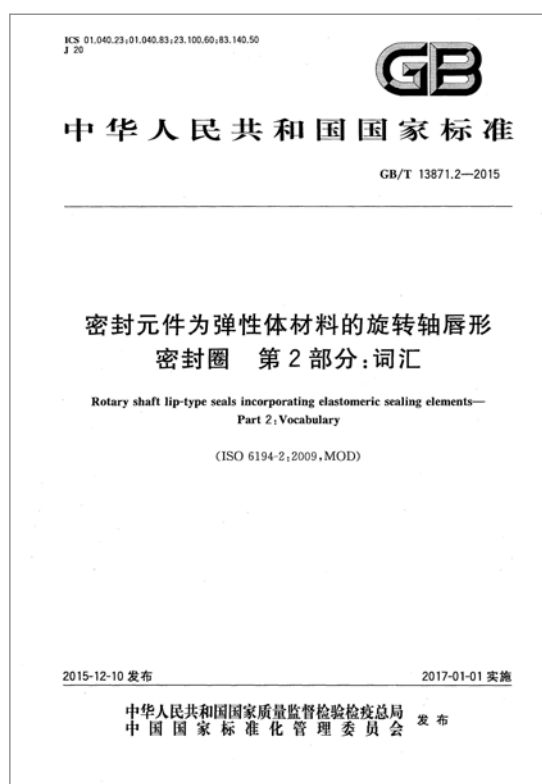 ICS 01.040.23;01.040.83;23.100.60;83.140.50
J 20
GB
中华人民共和国国家标准
GB/T 13871.2—2015
密封元件为弹性体材料的旋转轴唇形
密封圈 第2部分:词汇
Rotary shaft lip-type seals incorporating elastomeric sealing elements—
Part 2:Vocabulary
(ISO 6194-2:2009,MOD)
2015-12-10 发布
2017-01-01 实施
中华人民共和国国家质量监督检验检疫总局
中国国家标准化管理委员会
发布